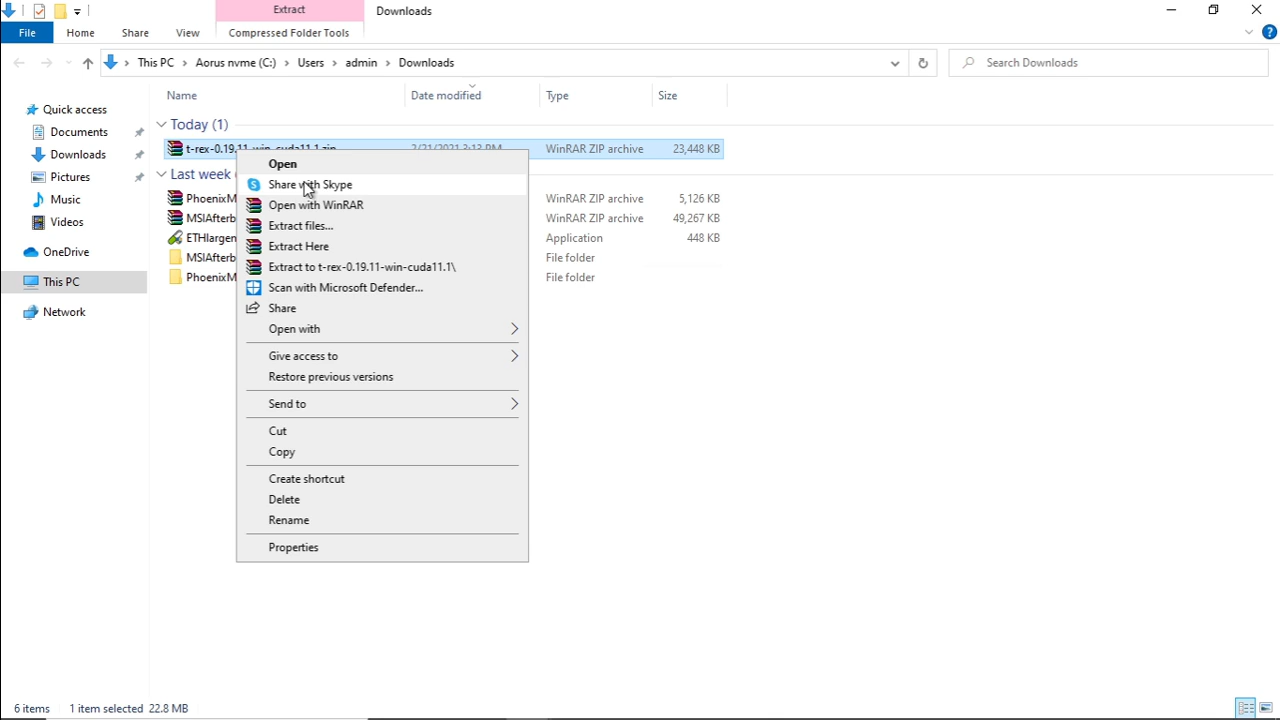 Extract
Downloads
File
Home
Share
View
Compressed Folder Tools
This PC
Aorus nvme (C:)
Users
admin
Downloads
Search Downloads
Name
Date modified
Type
Size
Quick access
Documents
Downloads
Pictures
Music
Videos
OneDrive
This PC
Network
Today (1)
t-rex-0.19.11-win-cuda11.1.zip 2/21/2021 3:13 PM WinRAR ZIP archive 23,448 KB
Last week
PhoenixM WinRAR ZIP archive 5,126 KB
MSIAfterb WinRAR ZIP archive 49,267 KB
ETHlargen Application 448 KB
MSIAfterb File folder
PhoenixM File folder
Open
Share with Skype
Open with WinRAR
Extract files...
Extract Here
Extract to t-rex-0.19.11-win-cuda11.1\
Scan with Microsoft Defender...
Share
Open with
Give access to
Restore previous versions
Send to
Cut
Copy
Create shortcut
Delete
Rename
Properties
6 items 1 item selected 22.8 MB